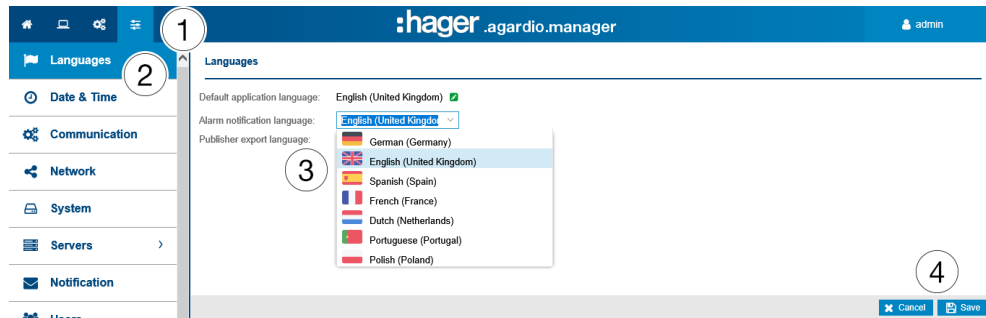 1
:hager .agardio.manager
admin
Languages
2
Date & Time
Communication
Network
System
Servers
Notification
Users
Languages
Default application language: English (United Kingdom)
Alarm notification language: English (United Kingdo
Publisher export language:
3
German (Germany)
English (United Kingdom)
Spanish (Spain)
French (France)
Dutch (Netherlands)
Portuguese (Portugal)
Polish (Poland)
4
Cancel
Save